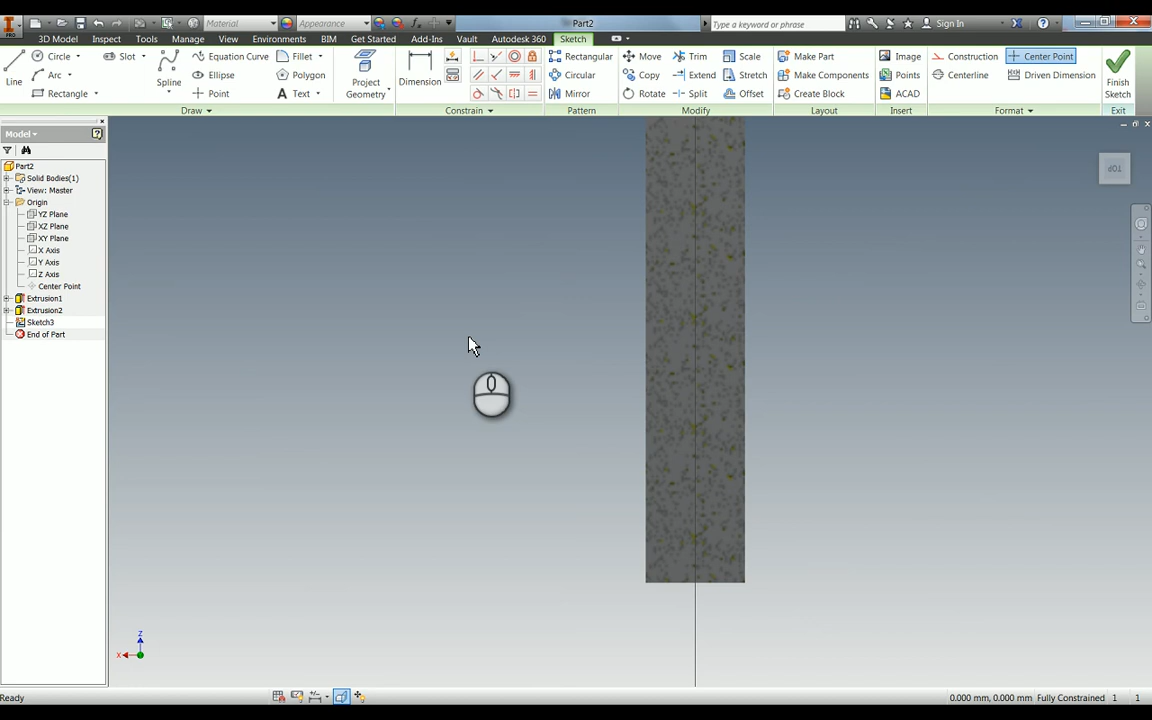 Material
Appearance
Part2
Type a keyword or phrase
Sign In
PRO
3D Model
Inspect
Tools
Manage
View
Environments
BIM
Get Started
Add-Ins
Vault
Autodesk 360
Sketch
Line
Circle
Arc
Rectangle
Slot
Spline
Equation Curve
Ellipse
Point
Fillet
Polygon
Text
Project
Geometry
Dimension
Rectangular
Circular
Mirror
Move
Copy
Rotate
Trim
Extend
Split
Scale
Stretch
Offset
Make Part
Make Components
Create Block
Image
Points
ACAD
Construction
Centerline
Center Point
Driven Dimension
Finish
Sketch
Draw
Constrain
Pattern
Modify
Layout
Insert
Format
Exit
Model
Part2
Solid Bodies(1)
View: Master
Origin
YZ Plane
XZ Plane
XY Plane
X Axis
Y Axis
Z Axis
Center Point
Extrusion1
Extrusion2
Sketch3
End of Part
TOP
Z
X
Ready
0.000 mm, 0.000 mm Fully Constrained 1 1